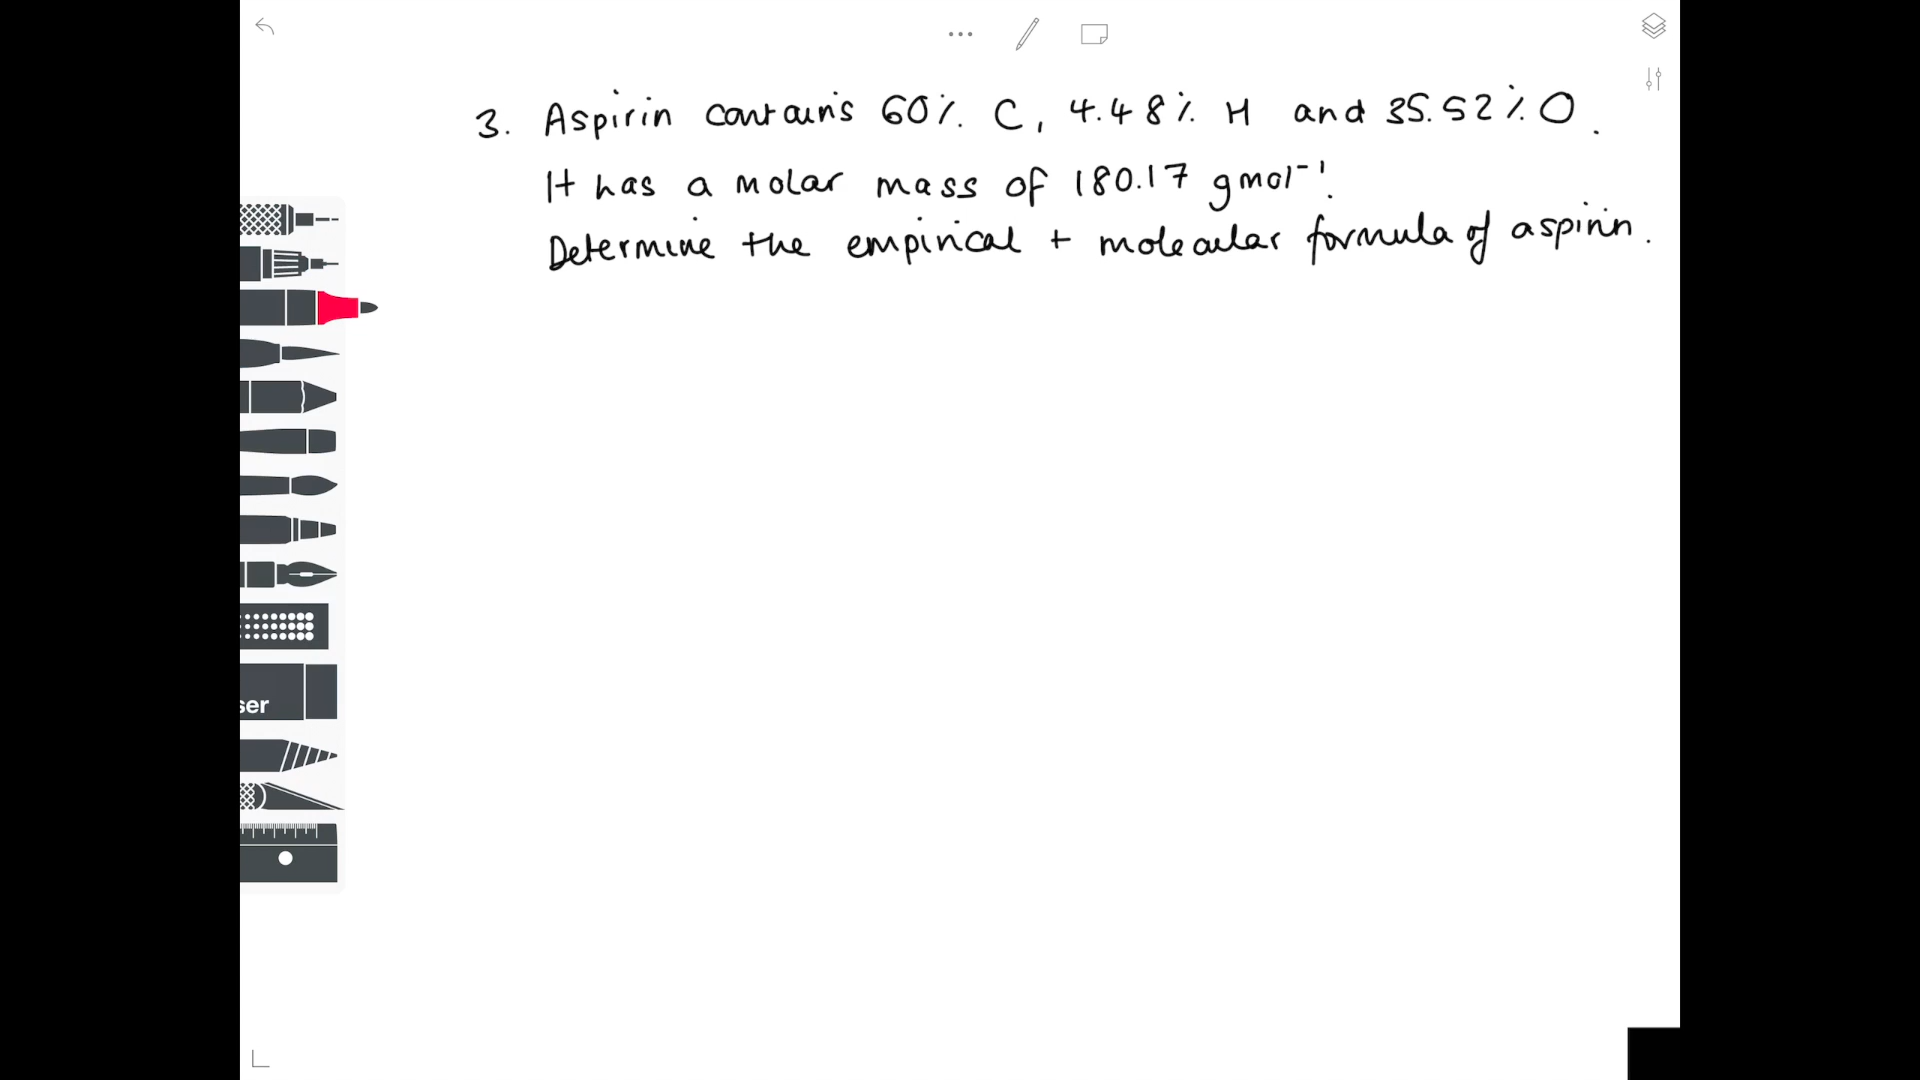 3. Aspirin contains 60% C, 4.48% H and 35.52% O.
It has a molar mass of 180.17 gmol⁻¹.
Determine the empirical + molecular formula of aspirin.
ser